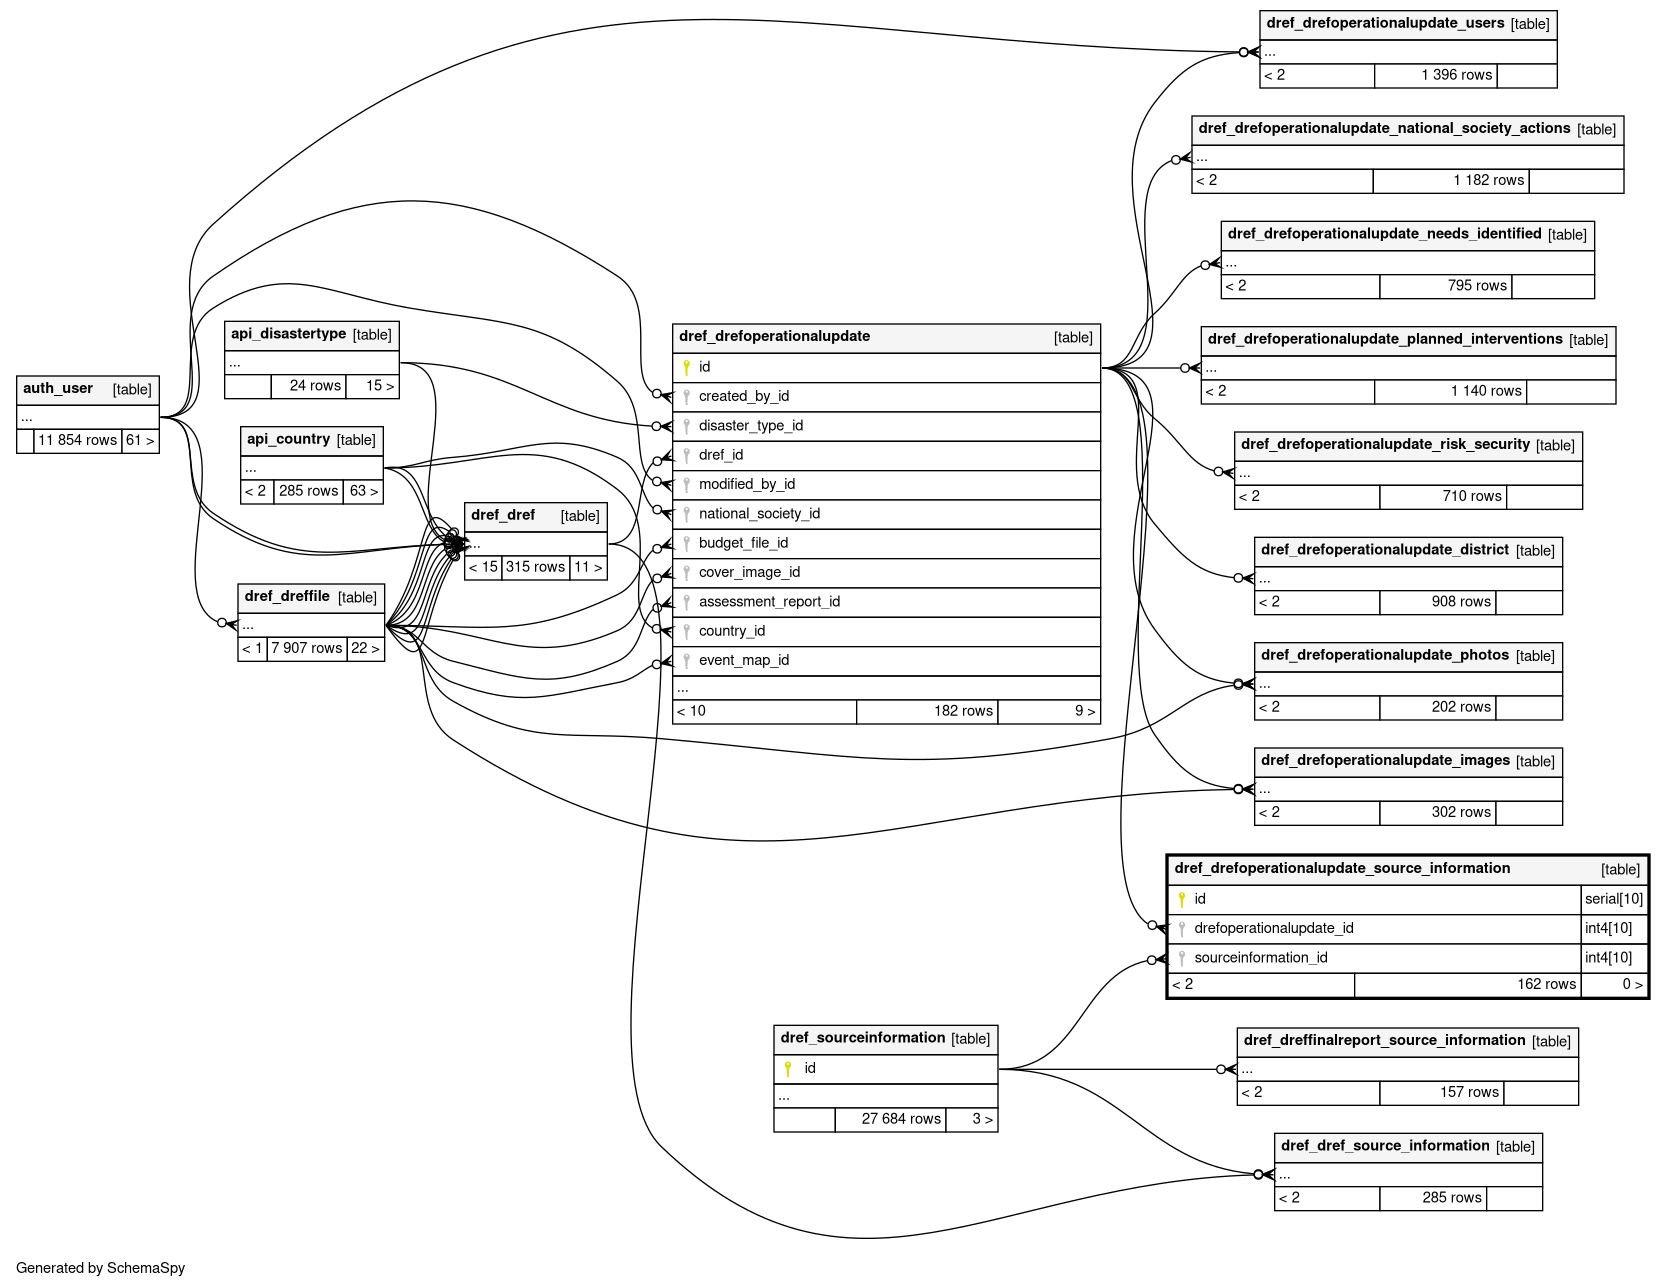 dref_drefoperationalupdate_users [table]
...
< 2 1 396 rows
dref_drefoperationalupdate_national_society_actions [table]
...
< 2 1 182 rows
dref_drefoperationalupdate_needs_identified [table]
...
< 2 795 rows
dref_drefoperationalupdate_planned_interventions [table]
...
< 2 1 140 rows
dref_drefoperationalupdate_risk_security [table]
...
< 2 710 rows
dref_drefoperationalupdate_district [table]
...
< 2 908 rows
dref_drefoperationalupdate_photos [table]
...
< 2 202 rows
dref_drefoperationalupdate_images [table]
...
< 2 302 rows
auth_user [table]
...
11 854 rows 61 >
api_disastertype [table]
...
24 rows 15 >
api_country [table]
...
< 2 285 rows 63 >
dref_dref [table]
...
< 15 315 rows 11 >
dref_dreffile [table]
...
< 1 7 907 rows 22 >
dref_drefoperationalupdate [table]
id
created_by_id
disaster_type_id
dref_id
modified_by_id
national_society_id
budget_file_id
cover_image_id
assessment_report_id
country_id
event_map_id
...
< 10 182 rows 9 >
dref_drefoperationalupdate_source_information [table]
id serial[10]
drefoperationalupdate_id int4[10]
sourceinformation_id int4[10]
< 2 162 rows 0 >
dref_sourceinformation [table]
id
...
27 684 rows 3 >
dref_dreffinalreport_source_information [table]
...
< 2 157 rows
dref_dref_source_information [table]
...
< 2 285 rows
Generated by SchemaSpy